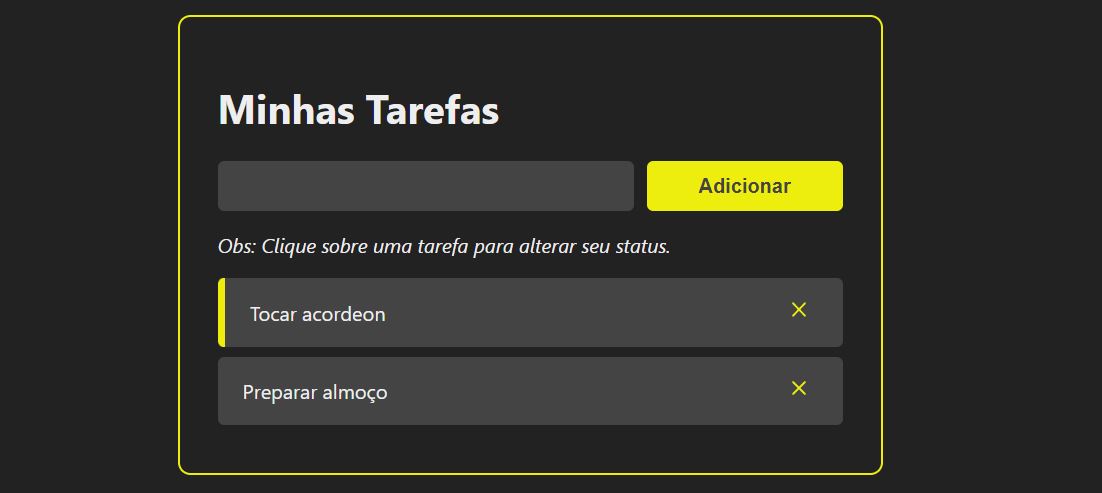 Minhas Tarefas
Adicionar
Obs: Clique sobre uma tarefa para alterar seu status.
Tocar acordeon
Preparar almoço